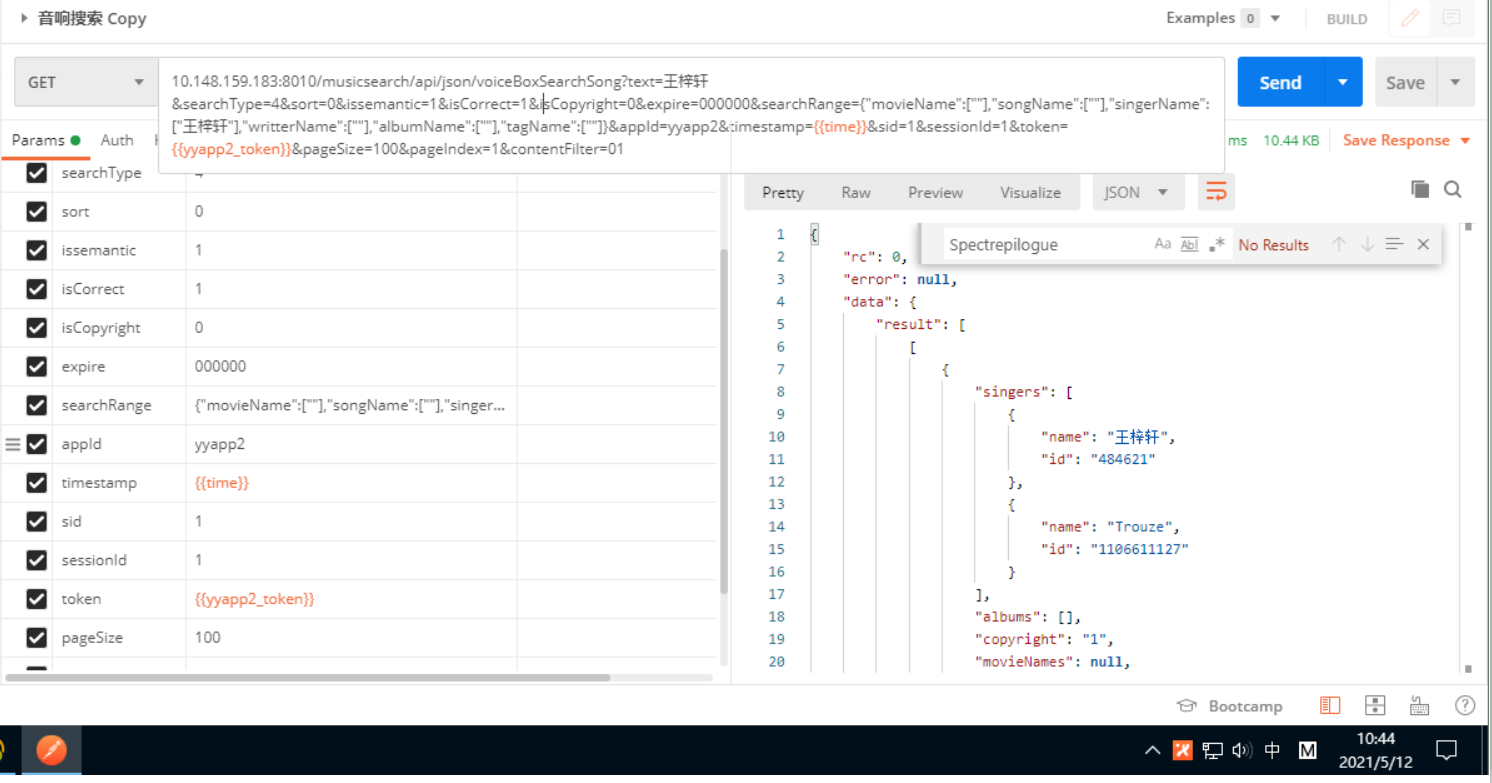 音响搜索 Copy
Examples 0
BUILD
GET
10.148.159.183:8010/musicsearch/api/json/voiceBoxSearchSong?text=王梓轩
&searchType=4&sort=0&issemantic=1&isCorrect=1&isCopyright=0&expire=000000&searchRange={"movieName":[""],"songName":[""],"singerName":
["王梓轩"],"writterName":[""],"albumName":[""],"tagName":[""]}&appId=yyapp2&timestamp={{time}}&sid=1&sessionId=1&token=
{{yyapp2_token}}&pageSize=100&pageIndex=1&contentFilter=01
Send
Save
Params
Auth
ms
10.44 KB
Save Response
searchType
4
sort
0
issemantic
1
isCorrect
1
isCopyright
0
expire
000000
searchRange
{"movieName":[""],"songName":[""],"singer...
appId
yyapp2
timestamp
{{time}}
sid
1
sessionId
1
token
{{yyapp2_token}}
pageSize
100
Pretty
Raw
Preview
Visualize
JSON
Spectrepilogue
Aa
Abl
.*
No Results
1 {
2 "rc": 0,
3 "error": null,
4 "data": {
5 "result": [
6 [
7 {
8 "singers": [
9 {
10 "name": "王梓轩",
11 "id": "484621"
12 },
13 {
14 "name": "Trouze",
15 "id": "1106611127"
16 }
17 ],
18 "albums": [],
19 "copyright": "1",
20 "movieNames": null,
Bootcamp
中
M
10:44
2021/5/12